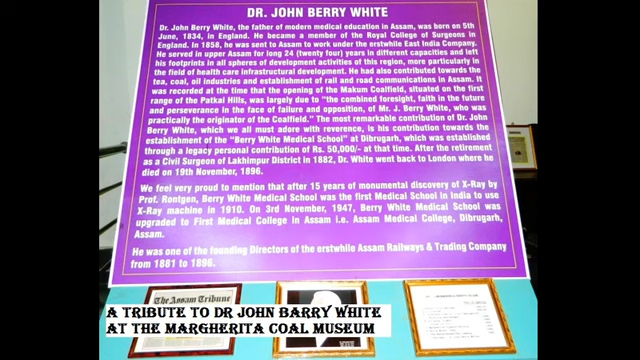 DR. JOHN BERRY WHITE
Dr. John Berry White, the father of modern medical education in Assam, was born on 5th
June, 1834, in England. He became a member of the Royal College of Surgeons in
England. In 1858, he was sent to Assam to work under the erstwhile East India Company.
He served in upper Assam for long 24 (twenty four) years in different capacities and left
his footprints in all spheres of development activities of this region, more particularly in
the field of health care infrastructural development. He had also contributed towards the
tea, coal, oil industries and establishment of rail and road communications in Assam. It
was recorded at the time that the opening of the Makum Coalfield, situated on the first
range of the Patkai Hills, was largely due to "the combined foresight, faith in the future
and perseverance in the face of failure and opposition, of Mr. J. Berry White, who was
practically the originator of the Coalfield." The most remarkable contribution of Dr. John
Berry White, which we all must adore with reverence, is his contribution towards the
establishment of the "Berry White Medical School" at Dibrugarh, which was established
through a legacy personal contribution of Rs. 50,000/- at that time. After the retirement
as a Civil Surgeon of Lakhimpur District in 1882, Dr. White went back to London where he
died on 19th November, 1896.
We feel very proud to mention that after 15 years of monumental discovery of X-Ray by
Prof. Rontgen, Berry White Medical School was the first Medical School in India to use
X-Ray machine in 1910. On 3rd November, 1947, Berry White Medical School was
upgraded to First Medical College in Assam i.e. Assam Medical College, Dibrugarh,
Assam.
He was one of the founding Directors of the erstwhile Assam Railways & Trading Company
from 1881 to 1896.
The Assam Tribune
A TRIBUTE TO DR JOHN BARRY WHITE
AT THE MARGHERITA COAL MUSEUM